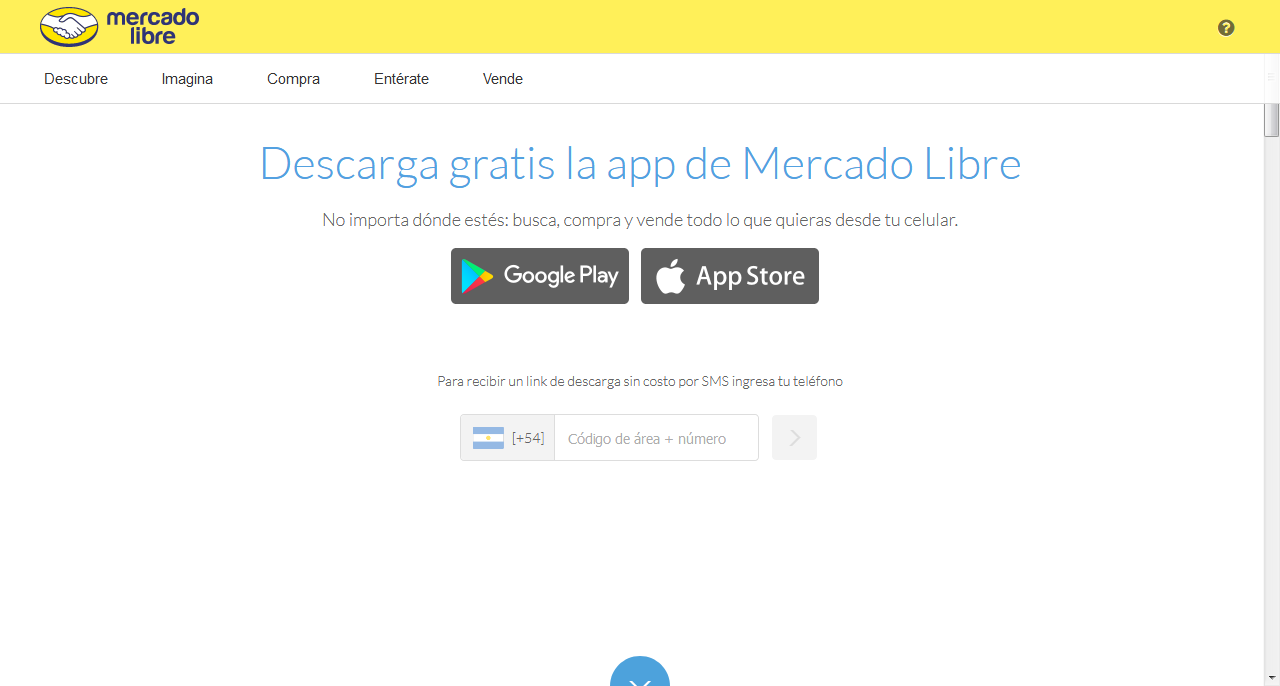 mercado
libre
?
Descubre Imagina Compra Entérate Vende
Descarga gratis la app de Mercado Libre
No importa dónde estés: busca, compra y vende todo lo que quieras desde tu celular.
Google Play App Store
Para recibir un link de descarga sin costo por SMS ingresa tu teléfono
[+54] Código de área + número